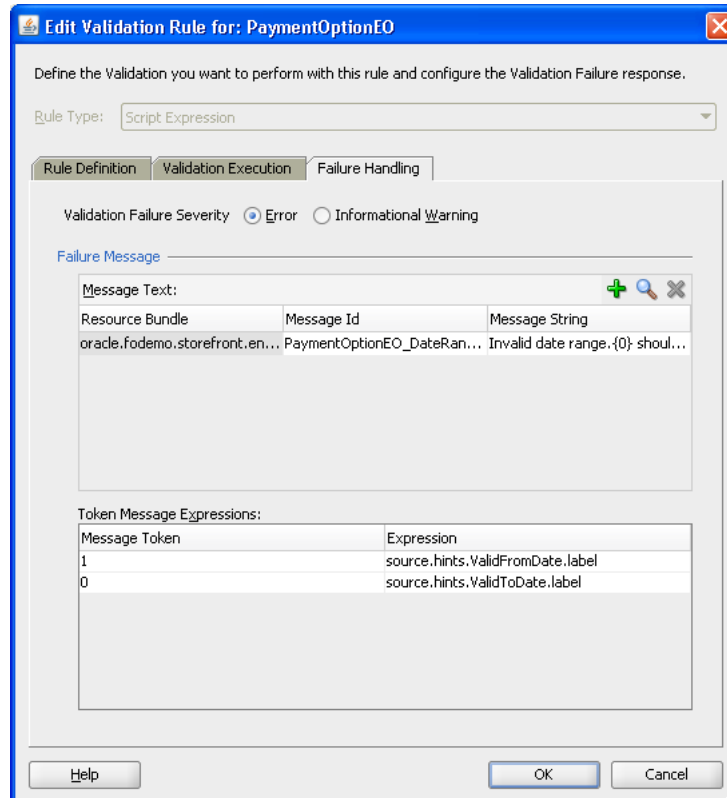 Edit Validation Rule for: PaymentOptionEO
Define the Validation you want to perform with this rule and configure the Validation Failure response.
Rule Type: Script Expression
Rule Definition Validation Execution Failure Handling
Validation Failure Severity Error Informational Warning
Failure Message
Message Text:
Resource Bundle Message Id Message String
oracle.fodemo.storefront.en... PaymentOptionEO_DateRan... Invalid date range.{0} shoul...
Token Message Expressions:
Message Token Expression
1 source.hints.ValidFromDate.label
0 source.hints.ValidToDate.label
Help OK Cancel